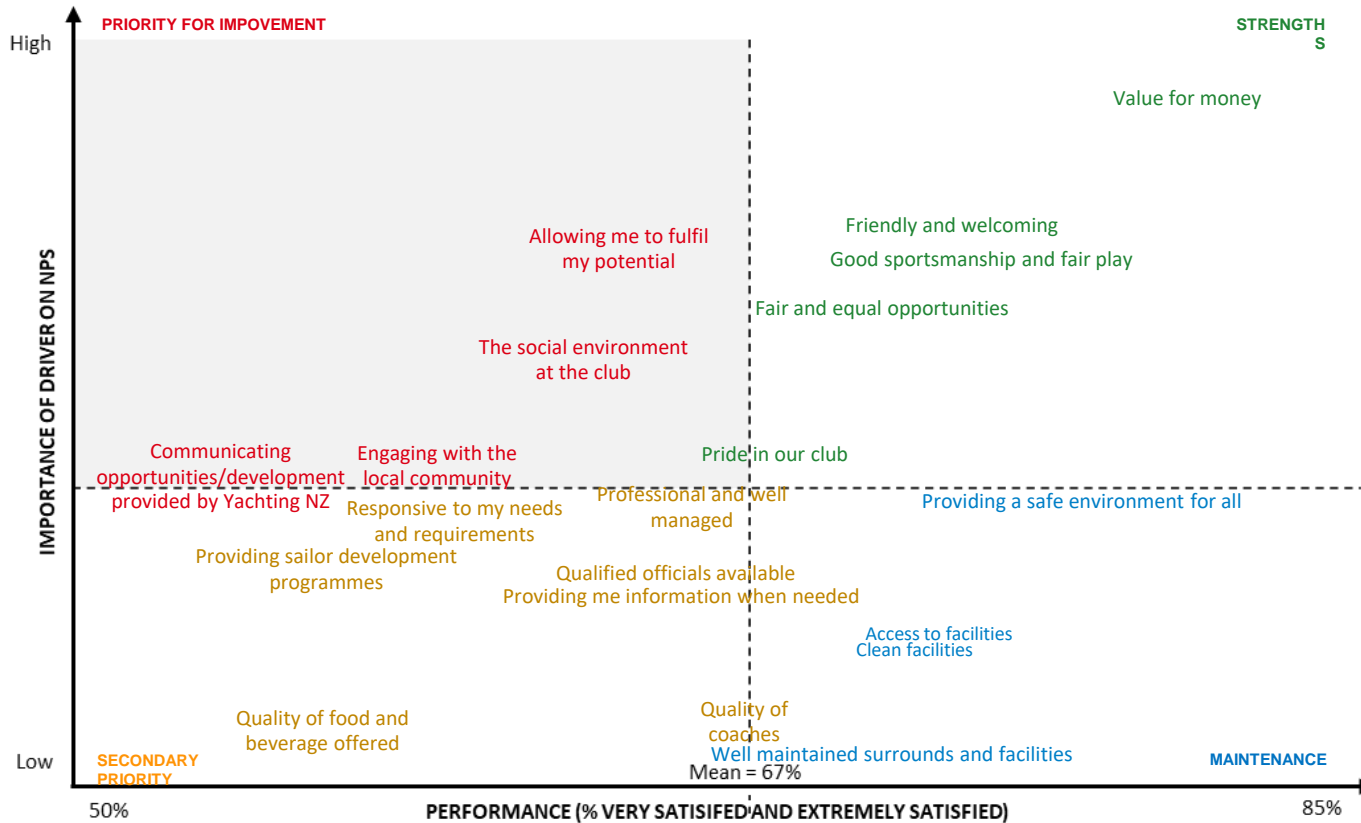 PRIORITY FOR IMPOVEMENT
STRENGTH
S
High
Value for money
Friendly and welcoming
Allowing me to fulfil
my potential
Good sportsmanship and fair play
Fair and equal opportunities
The social environment
at the club
IMPORTANCE OF DRIVER ON NPS
Communicating
opportunities/development
provided by Yachting NZ
Engaging with the
local community
Pride in our club
Professional and well
managed
Providing a safe environment for all
Responsive to my needs
and requirements
Providing sailor development
programmes
Qualified officials available
Providing me information when needed
Access to facilities
Clean facilities
Quality of food and
beverage offered
Quality of
coaches
Well maintained surrounds and facilities
Low
SECONDARY
PRIORITY
Mean = 67%
MAINTENANCE
50%
PERFORMANCE (% VERY SATISIFED AND EXTREMELY SATISFIED)
85%